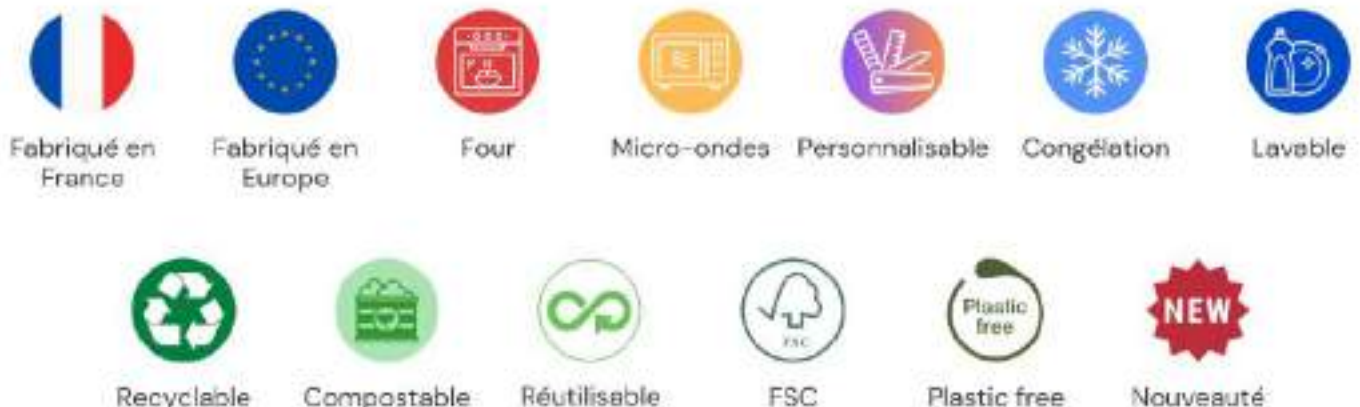 Fabriqué en France
Fabriqué en Europe
Four
Micro-ondes
Personnalisable
Congélation
Lavable
FSC
Plastic free
NEW
Recyclable
Compostable
Réutilisable
FSC
Plastic free
Nouveauté